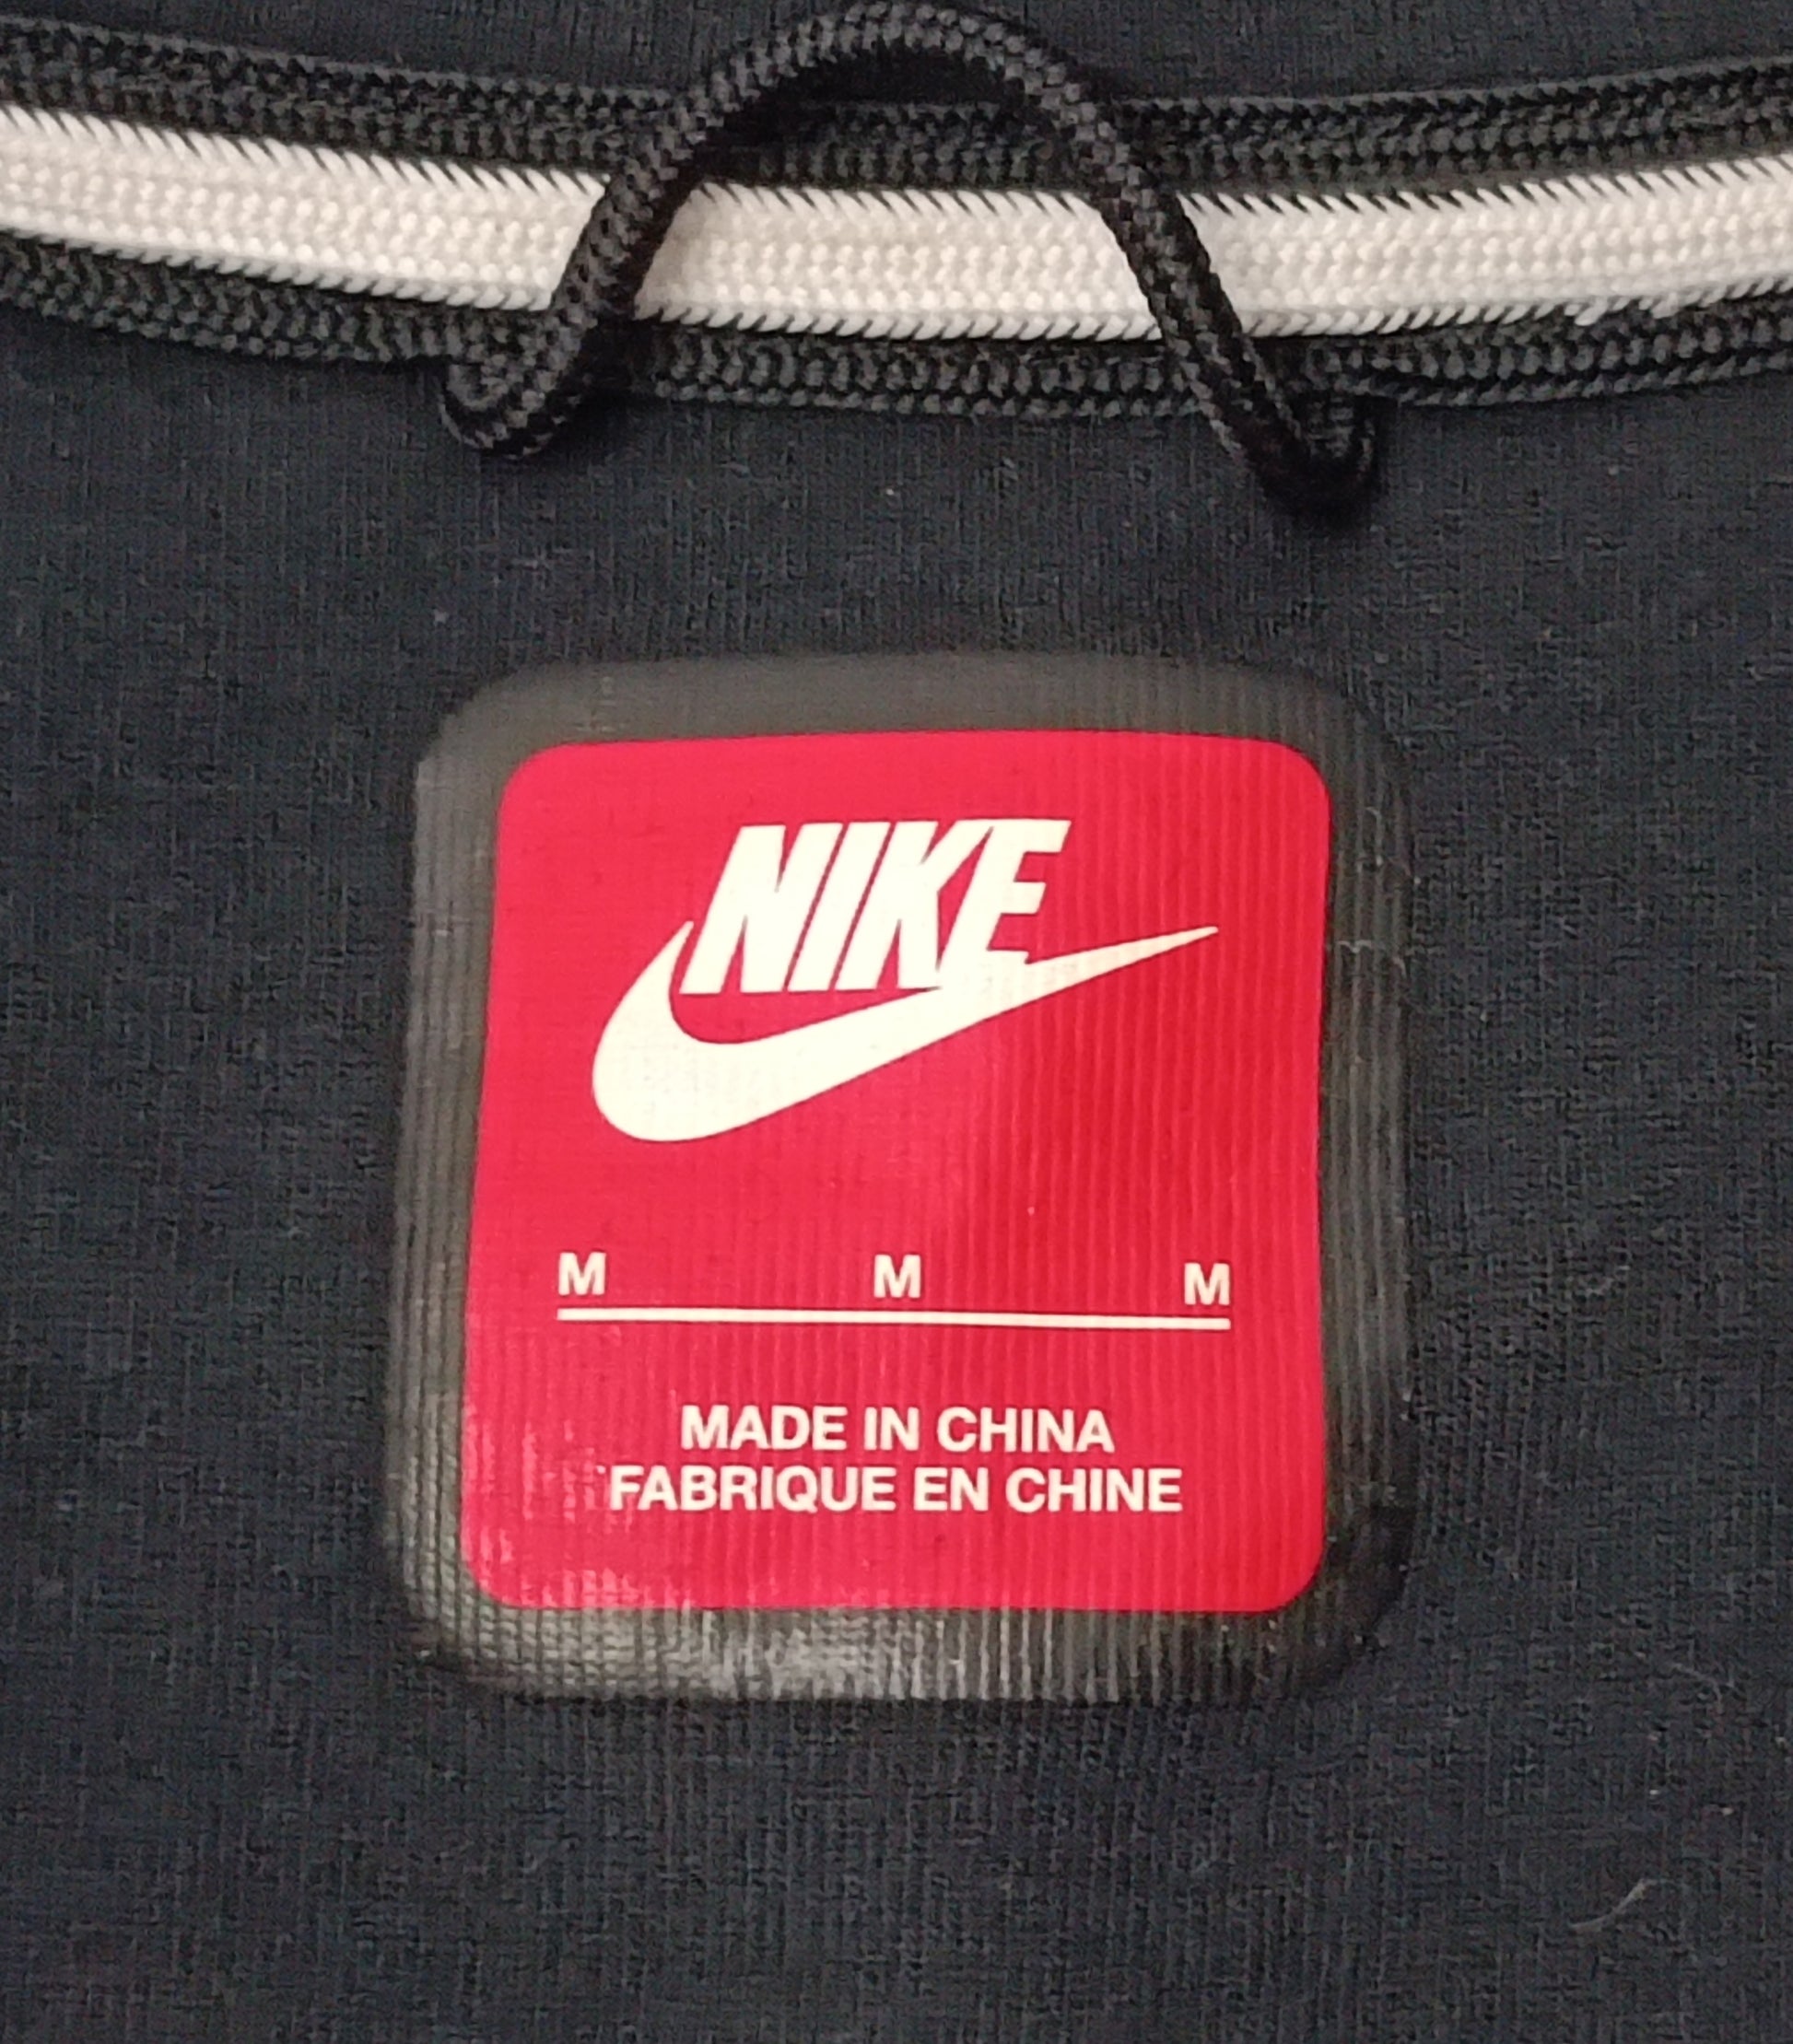 NIKE
M M M
MADE IN CHINA
FABRIQUE EN CHINE